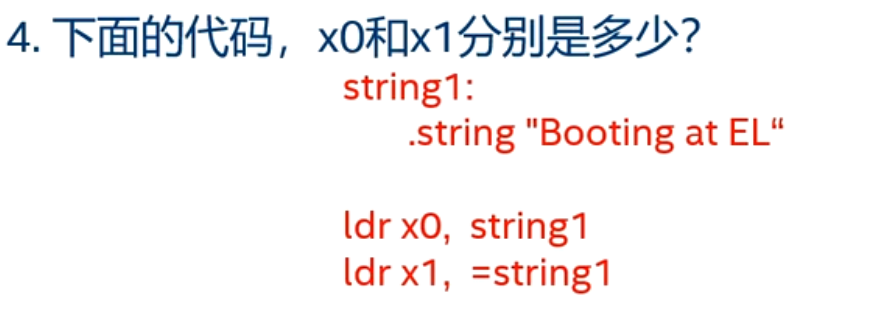 4. 下面的代码，x0和x1分别是多少？
string1:
.string "Booting at EL“
ldr x0, string1
ldr x1, =string1